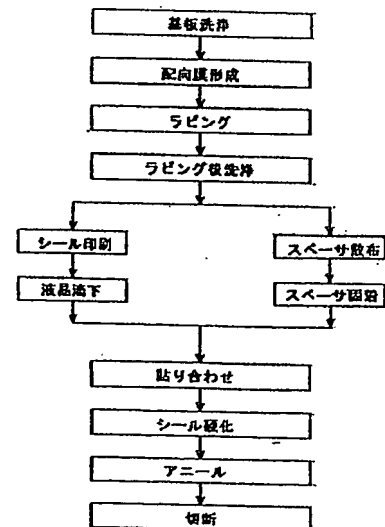 基板洗浄
配向膜形成
ラビング
ラビング後洗浄
シール印刷
スペーサ散布
液晶滴下
スペーサ固着
貼り合わせ
シール硬化
アニール
切断